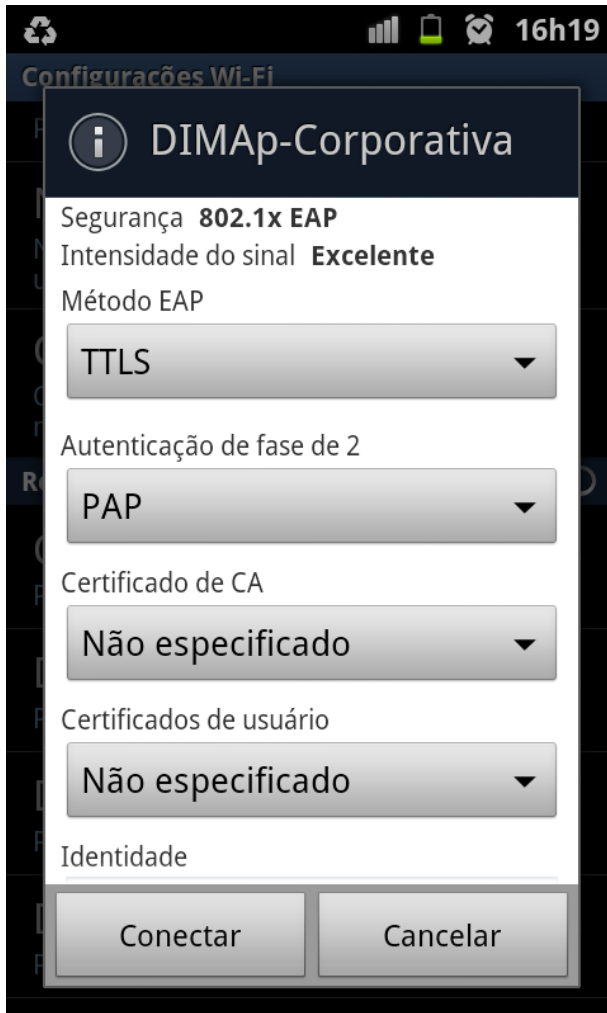 16h19
Configurações Wi-Fi
DIMAp-Corporativa
Segurança 802.1x EAP
Intensidade do sinal Excelente
Método EAP
TTLS
Autenticação de fase de 2
PAP
Certificado de CA
Não especificado
Certificados de usuário
Não especificado
Identidade
Conectar Cancelar